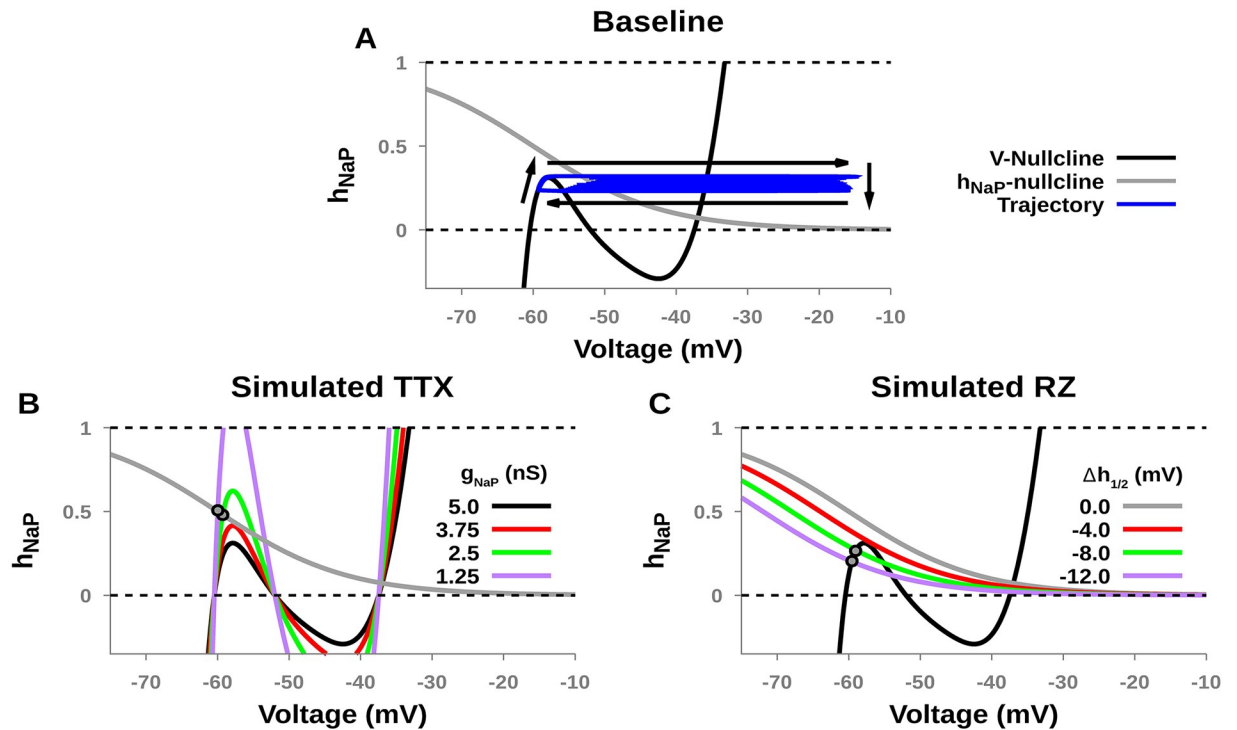 Baseline
A
1
0.5
0
hNaP
-70 -60 -50 -40 -30 -20 -10
Voltage (mV)
V-Nullcline
hNaP-nullcline
Trajectory
Simulated TTX
B
1
0.5
0
hNaP
gNaP (nS)
5.0
3.75
2.5
1.25
-70 -60 -50 -40 -30 -20 -10
Voltage (mV)
Simulated RZ
C
1
0.5
0
hNaP
Δh1/2 (mV)
0.0
-4.0
-8.0
-12.0
-70 -60 -50 -40 -30 -20 -10
Voltage (mV)